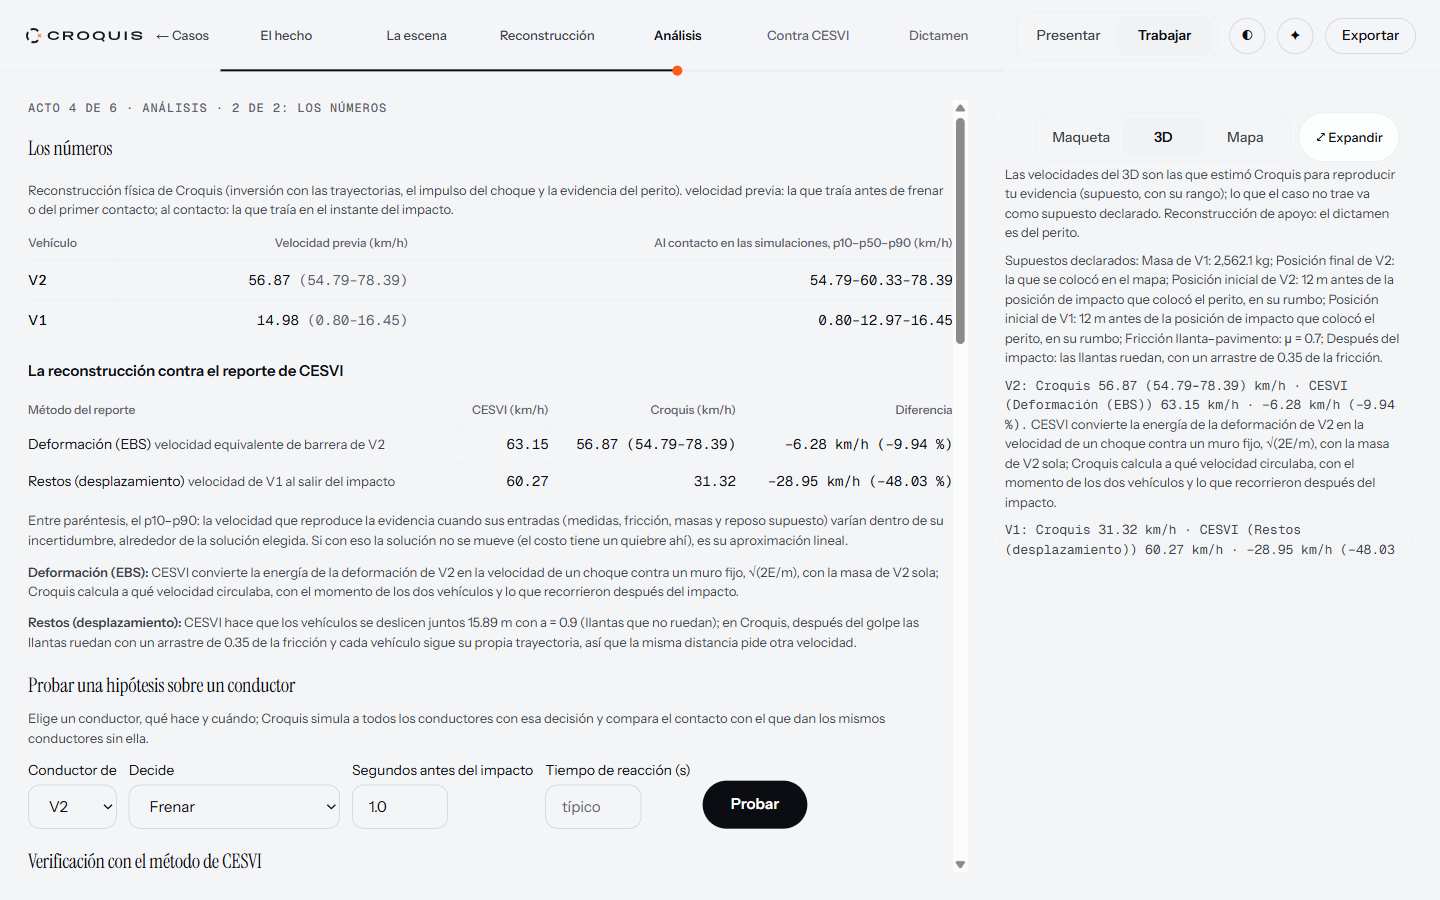 CROQUIS
← Casos
El hecho
La escena
Reconstrucción
Análisis
Contra CESVI
Dictamen
Presentar
Trabajar
Exportar
ACTO 4 DE 6 · ANÁLISIS · 2 DE 2: LOS NÚMEROS
Los números
Reconstrucción física de Croquis (inversión con las trayectorias, el impulso del choque y la evidencia del perito). velocidad previa: la que traía antes de frenar
o del primer contacto; al contacto: la que traía en el instante del impacto.
Vehículo Velocidad previa (km/h) Al contacto en las simulaciones, p10–p50–p90 (km/h)
V2 56.87 (54.79–78.39) 54.79–60.33–78.39
V1 14.98 (0.80–16.45) 0.80–12.97–16.45
La reconstrucción contra el reporte de CESVI
Método del reporte CESVI (km/h) Croquis (km/h) Diferencia
Deformación (EBS) velocidad equivalente de barrera de V2 63.15 56.87 (54.79–78.39) −6.28 km/h (−9.94 %)
Restos (desplazamiento) velocidad de V1 al salir del impacto 60.27 31.32 −28.95 km/h (−48.03 %)
Entre paréntesis, el p10–p90: la velocidad que reproduce la evidencia cuando sus entradas (medidas, fricción, masas y reposo supuesto) varían dentro de su
incertidumbre, alrededor de la solución elegida. Si con eso la solución no se mueve (el costo tiene un quiebre ahí), es su aproximación lineal.
Deformación (EBS): CESVI convierte la energía de la deformación de V2 en la velocidad de un choque contra un muro fijo, √(2E/m), con la masa de V2 sola;
Croquis calcula a qué velocidad circulaba, con el momento de los dos vehículos y lo que recorrieron después del impacto.
Restos (desplazamiento): CESVI hace que los vehículos se deslicen juntos 15.89 m con a = 0.9 (llantas que no ruedan); en Croquis, después del golpe las
llantas ruedan con un arrastre de 0.35 de la fricción y cada vehículo sigue su propia trayectoria, así que la misma distancia pide otra velocidad.
Probar una hipótesis sobre un conductor
Elige un conductor, qué hace y cuándo; Croquis simula a todos los conductores con esa decisión y compara el contacto con el que dan los mismos
conductores sin ella.
Conductor de Decide Segundos antes del impacto Tiempo de reacción (s)
V2 Frenar 1.0 típico Probar
Verificación con el método de CESVI
Maqueta 3D Mapa ⤢ Expandir
Las velocidades del 3D son las que estimó Croquis para reproducir
tu evidencia (supuesto, con su rango); lo que el caso no trae va
como supuesto declarado. Reconstrucción de apoyo: el dictamen
es del perito.
Supuestos declarados: Masa de V1: 2,562.1 kg; Posición final de V2:
la que se colocó en el mapa; Posición inicial de V2: 12 m antes de la
posición de impacto que colocó el perito, en su rumbo; Posición
inicial de V1: 12 m antes de la posición de impacto que colocó el
perito, en su rumbo; Fricción llanta–pavimento: μ = 0.7; Después del
impacto: las llantas ruedan, con un arrastre de 0.35 de la fricción.
V2: Croquis 56.87 (54.79–78.39) km/h · CESVI
(Deformación (EBS)) 63.15 km/h · −6.28 km/h (−9.94
%). CESVI convierte la energía de la deformación de V2 en la
velocidad de un choque contra un muro fijo, √(2E/m), con la masa
de V2 sola; Croquis calcula a qué velocidad circulaba, con el
momento de los dos vehículos y lo que recorrieron después del
impacto.
V1: Croquis 31.32 km/h · CESVI (Restos
(desplazamiento)) 60.27 km/h · −28.95 km/h (−48.03